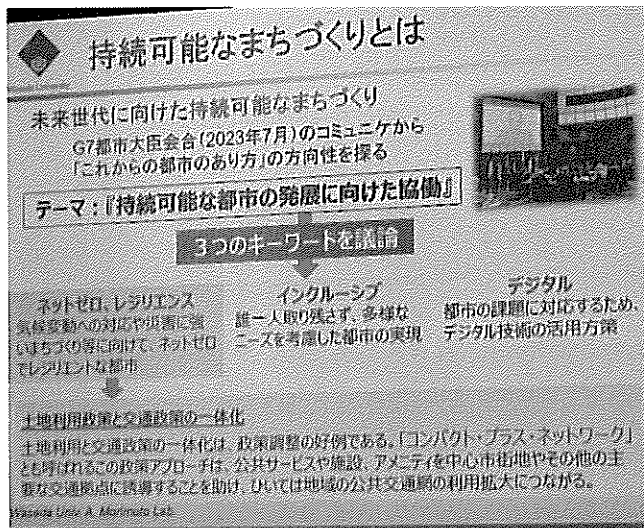 持続可能なまちづくりとは
未来世代に向けた持続可能なまちづくり
G7都市大臣会合(2023年7月)のコミュニケから
「これからの都市のあり方」の方向性を探る
テーマ:『持続可能な都市の発展に向けた協働』
3つのキーワードを議論
ネットゼロ、レジリエンス
気候変動への対応や災害に強
いまちづくり等に向けて、ネットゼロ
でレジリエントな都市
インクルーシブ
誰一人取り残さず、多様な
ニーズを考慮した都市の実現
デジタル
都市の課題に対応するため、
デジタル技術の活用方策
土地利用政策と交通政策の一体化
土地利用と交通政策の一体化は、政策調整の好例である。「コンパクト・プラス・ネットワーク」
とも呼ばれるこの政策アプローチは、公共サービスや施設、アメニティを中心市街地やその他の主
要な交通拠点に誘導することを助け、ひいては地域の公共交通網の利用拡大につながる。
Waseda Univ. A. Morimoto Lab.